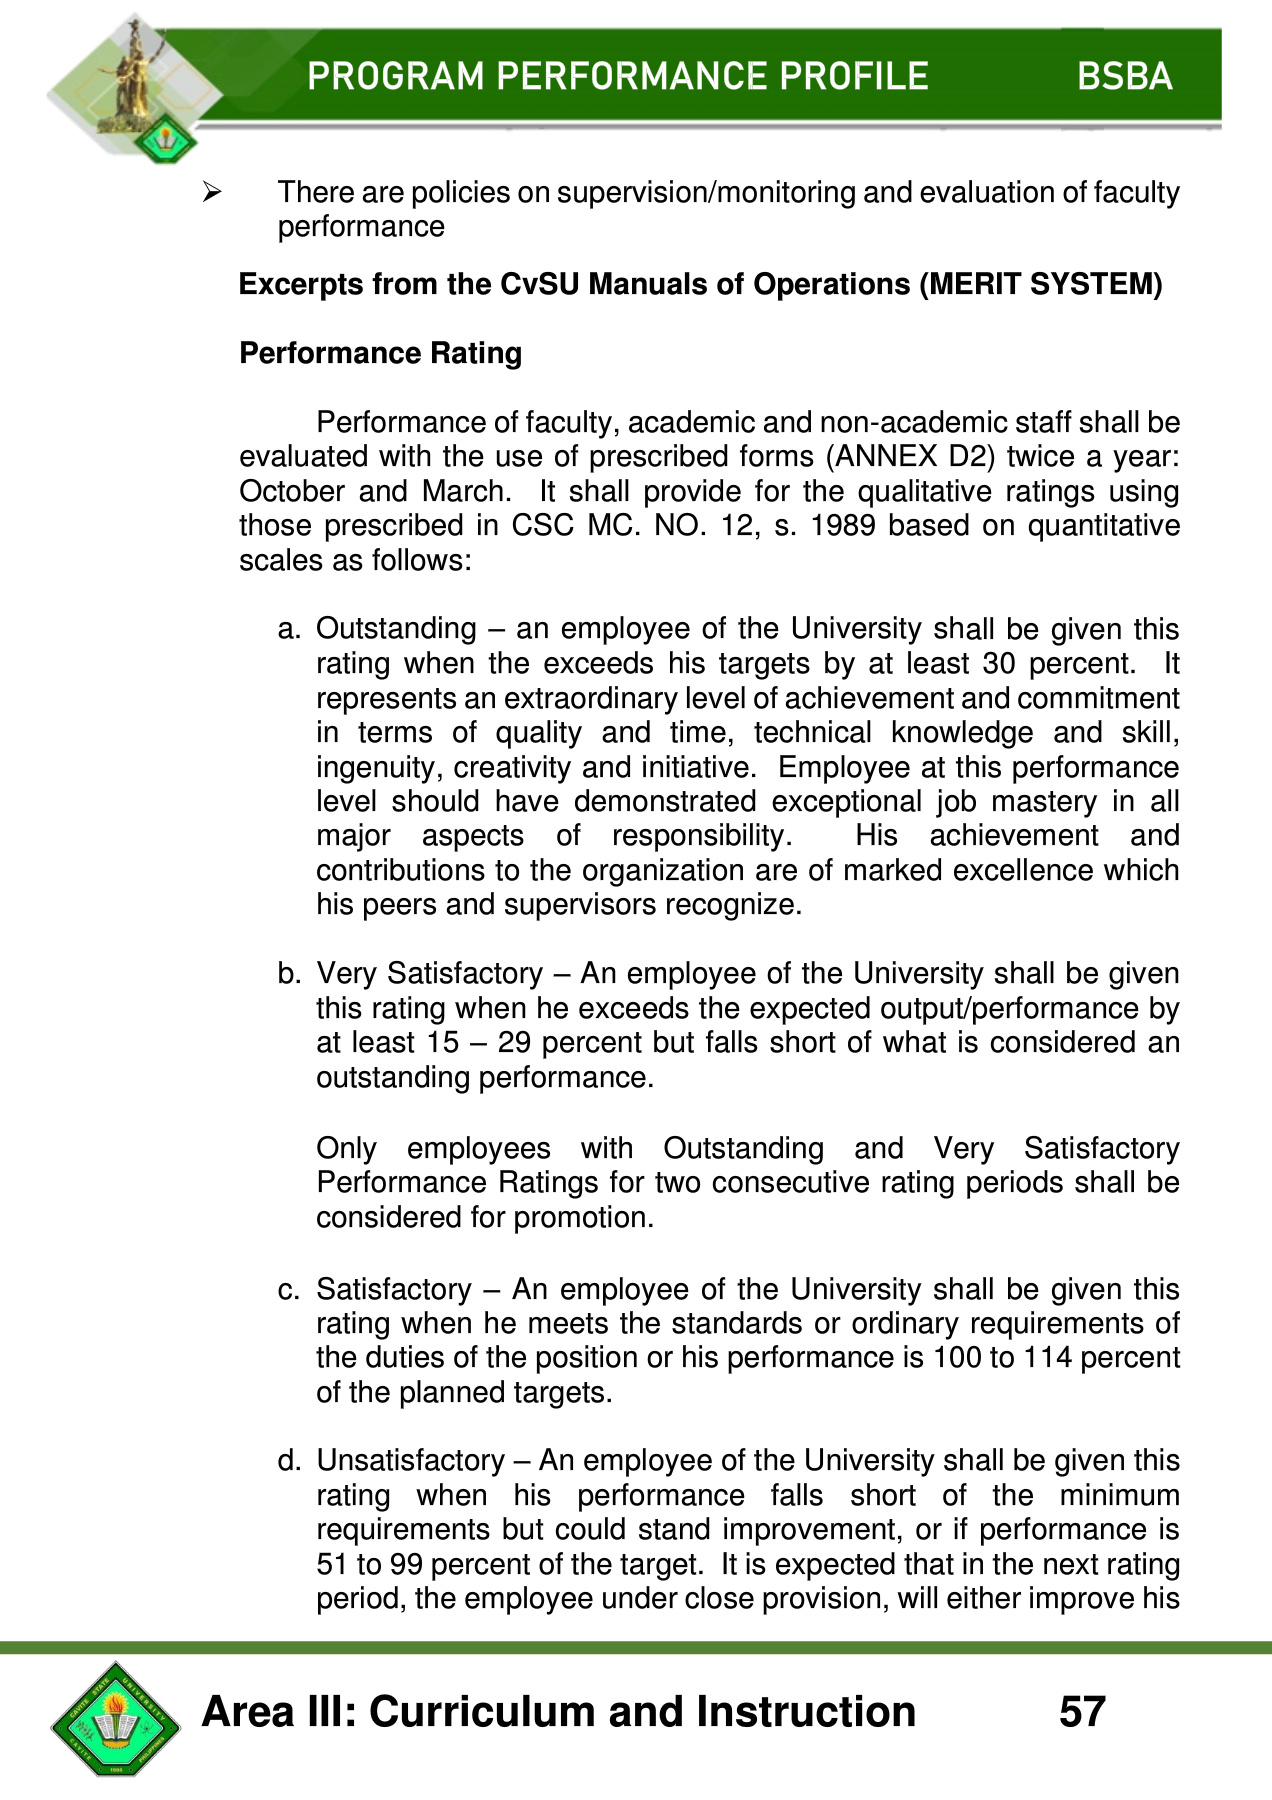 PROGRAM PERFORMANCE PROFILE BSBA
➢ There are policies on supervision/monitoring and evaluation of faculty
performance
Excerpts from the CvSU Manuals of Operations (MERIT SYSTEM)
Performance Rating
Performance of faculty, academic and non-academic staff shall be
evaluated with the use of prescribed forms (ANNEX D2) twice a year:
October and March. It shall provide for the qualitative ratings using
those prescribed in CSC MC. NO. 12, s. 1989 based on quantitative
scales as follows:
a. Outstanding – an employee of the University shall be given this
rating when the exceeds his targets by at least 30 percent. It
represents an extraordinary level of achievement and commitment
in terms of quality and time, technical knowledge and skill,
ingenuity, creativity and initiative. Employee at this performance
level should have demonstrated exceptional job mastery in all
major aspects of responsibility. His achievement and
contributions to the organization are of marked excellence which
his peers and supervisors recognize.
b. Very Satisfactory – An employee of the University shall be given
this rating when he exceeds the expected output/performance by
at least 15 – 29 percent but falls short of what is considered an
outstanding performance.
Only employees with Outstanding and Very Satisfactory
Performance Ratings for two consecutive rating periods shall be
considered for promotion.
c. Satisfactory – An employee of the University shall be given this
rating when he meets the standards or ordinary requirements of
the duties of the position or his performance is 100 to 114 percent
of the planned targets.
d. Unsatisfactory – An employee of the University shall be given this
rating when his performance falls short of the minimum
requirements but could stand improvement, or if performance is
51 to 99 percent of the target. It is expected that in the next rating
period, the employee under close provision, will either improve his
CAVITE STATE UNIVERSITY
CAVITE 1906 PHILIPPINES
Area III: Curriculum and Instruction 57